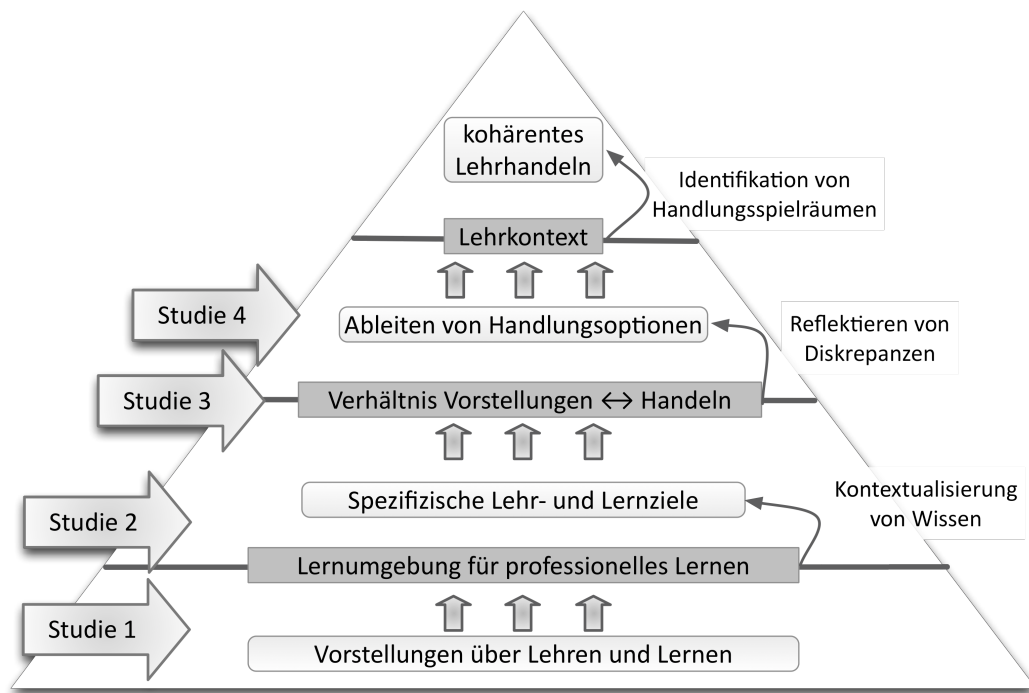 kohärentes
Lehrhandeln
Identifikation von
Handlungsspielräumen
Lehrkontext
Studie 4
Ableiten von Handlungsoptionen
Reflektieren von
Diskrepanzen
Studie 3
Verhältnis Vorstellungen ↔ Handeln
Spezifizische Lehr- und Lernziele
Kontextualisierung
von Wissen
Studie 2
Lernumgebung für professionelles Lernen
Studie 1
Vorstellungen über Lehren und Lernen